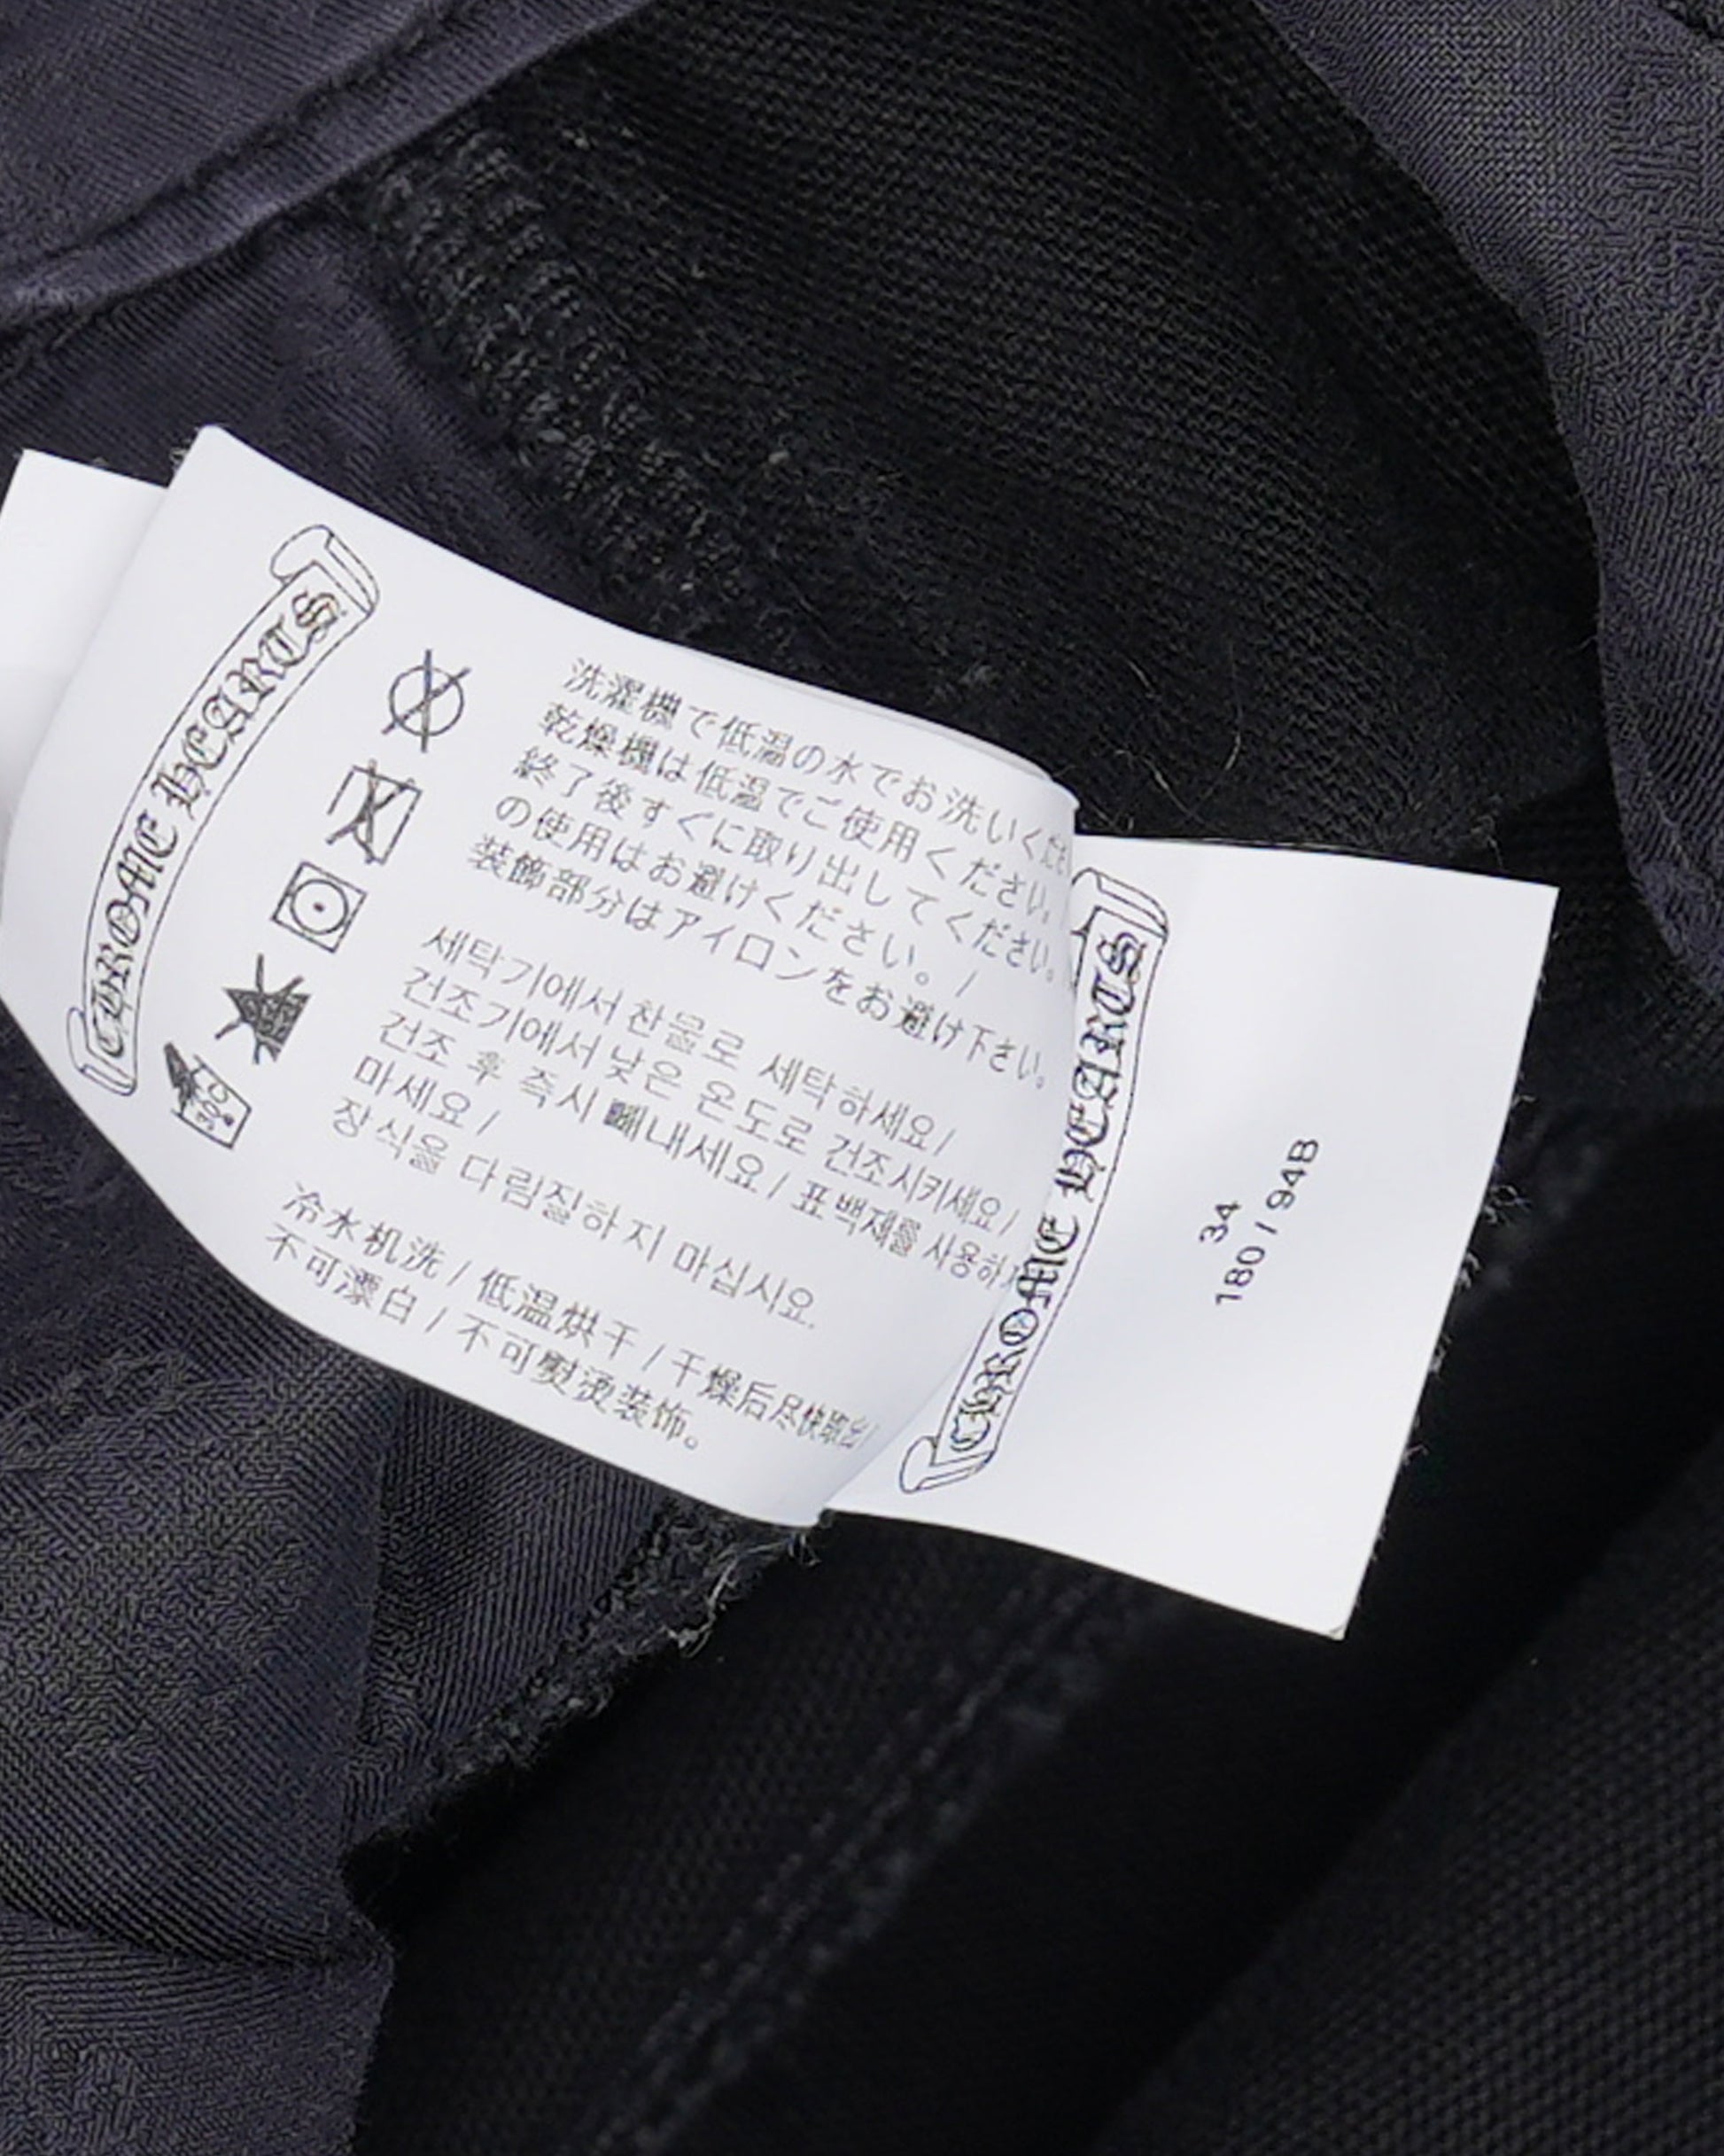 CHROME HEARTS
30C
洗濯機で低温の水でお洗いくださ
乾燥機は低温でご使用ください。
終了後すぐに取り出してください。
の使用はお避けください。/
装飾部分はアイロンをお避け下さい。
세탁기에서 찬물로 세탁하세요/
건조기에서 낮은 온도로 건조시키세요/
건조 후 즉시 빼내세요/ 표백제를 사용하지
마세요/
장식을 다림질하지 마십시오.
冷水机洗 / 低温烘干 / 干燥后尽快取出/
不可漂白 / 不可熨烫装饰。
CHROME HEARTS
34
180 / 94B